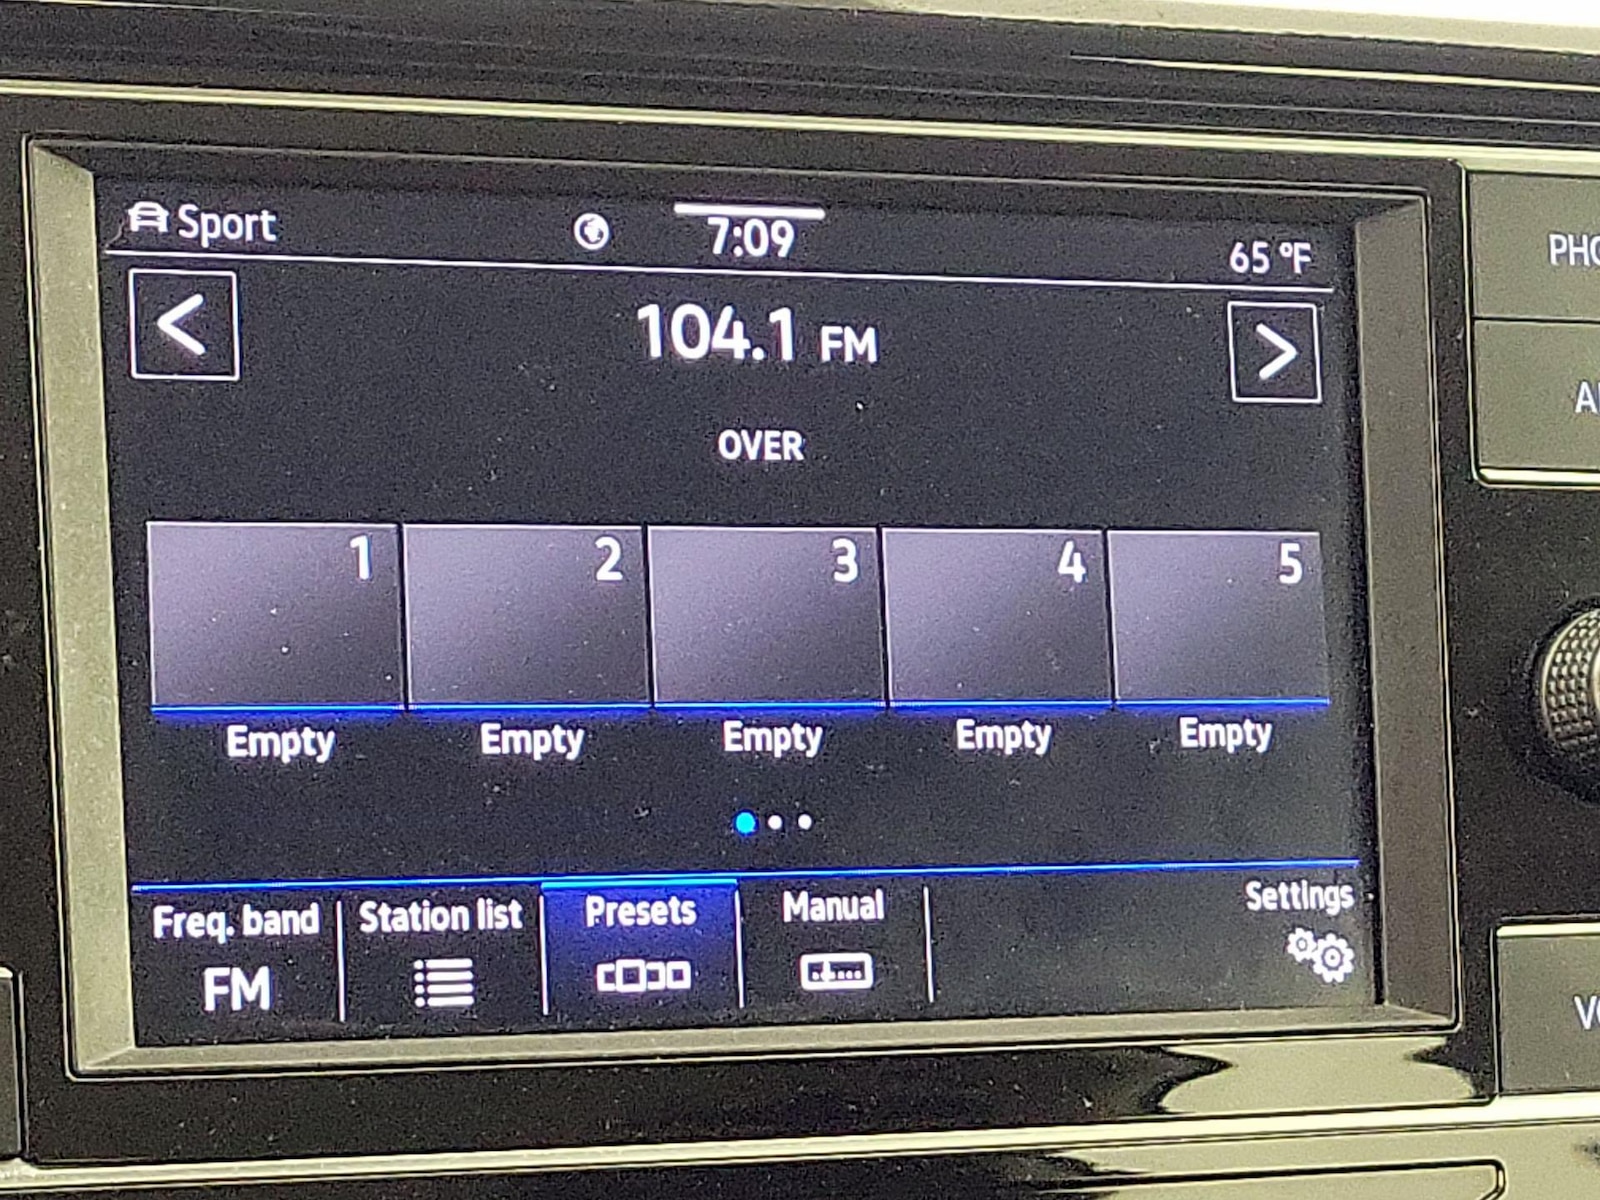 Sport
7:09
65 °F
104.1 FM
OVER
1 2 3 4 5
Empty Empty Empty Empty Empty
Freq. band Station list Presets Manual Settings
FM